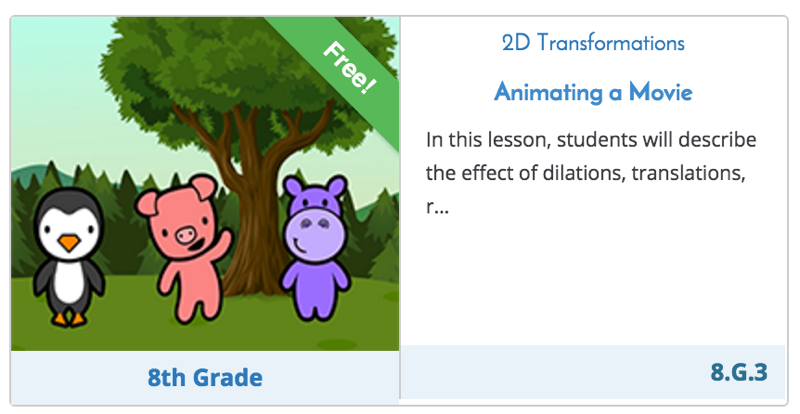 Free!
2D Transformations
Animating a Movie
In this lesson, students will describe
the effect of dilations, translations,
r...
8th Grade
8.G.3